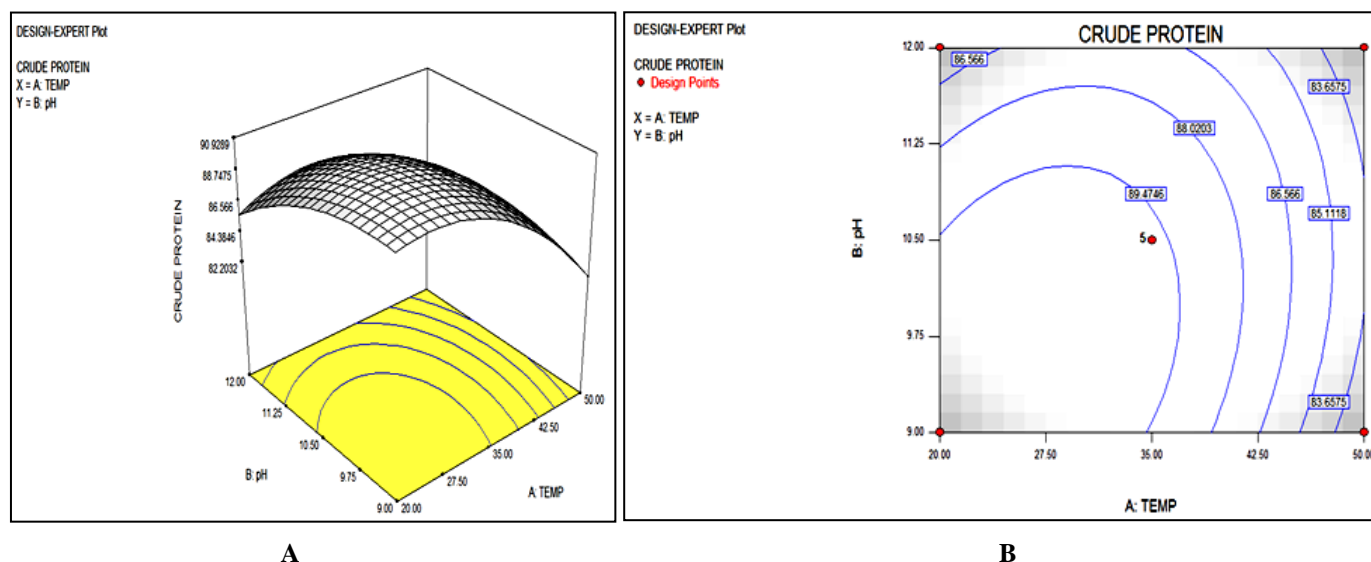 DESIGN-EXPERT Plot
CRUDE PROTEIN
X = A: TEMP
Y = B: pH
90.9289
88.7475
86.566
84.3846
82.2032
CRUDE PROTEIN
12.00
11.25
10.50
9.75
9.00
B: pH
20.00
27.50
35.00
42.50
50.00
A: TEMP
A
DESIGN-EXPERT Plot
CRUDE PROTEIN
Design Points
X = A: TEMP
Y = B: pH
CRUDE PROTEIN
12.00
11.25
10.50
9.75
9.00
B: pH
86.566
83.6575
88.0203
89.4746
86.566
85.1118
5
83.6575
20.00
27.50
35.00
42.50
50.00
A: TEMP
B